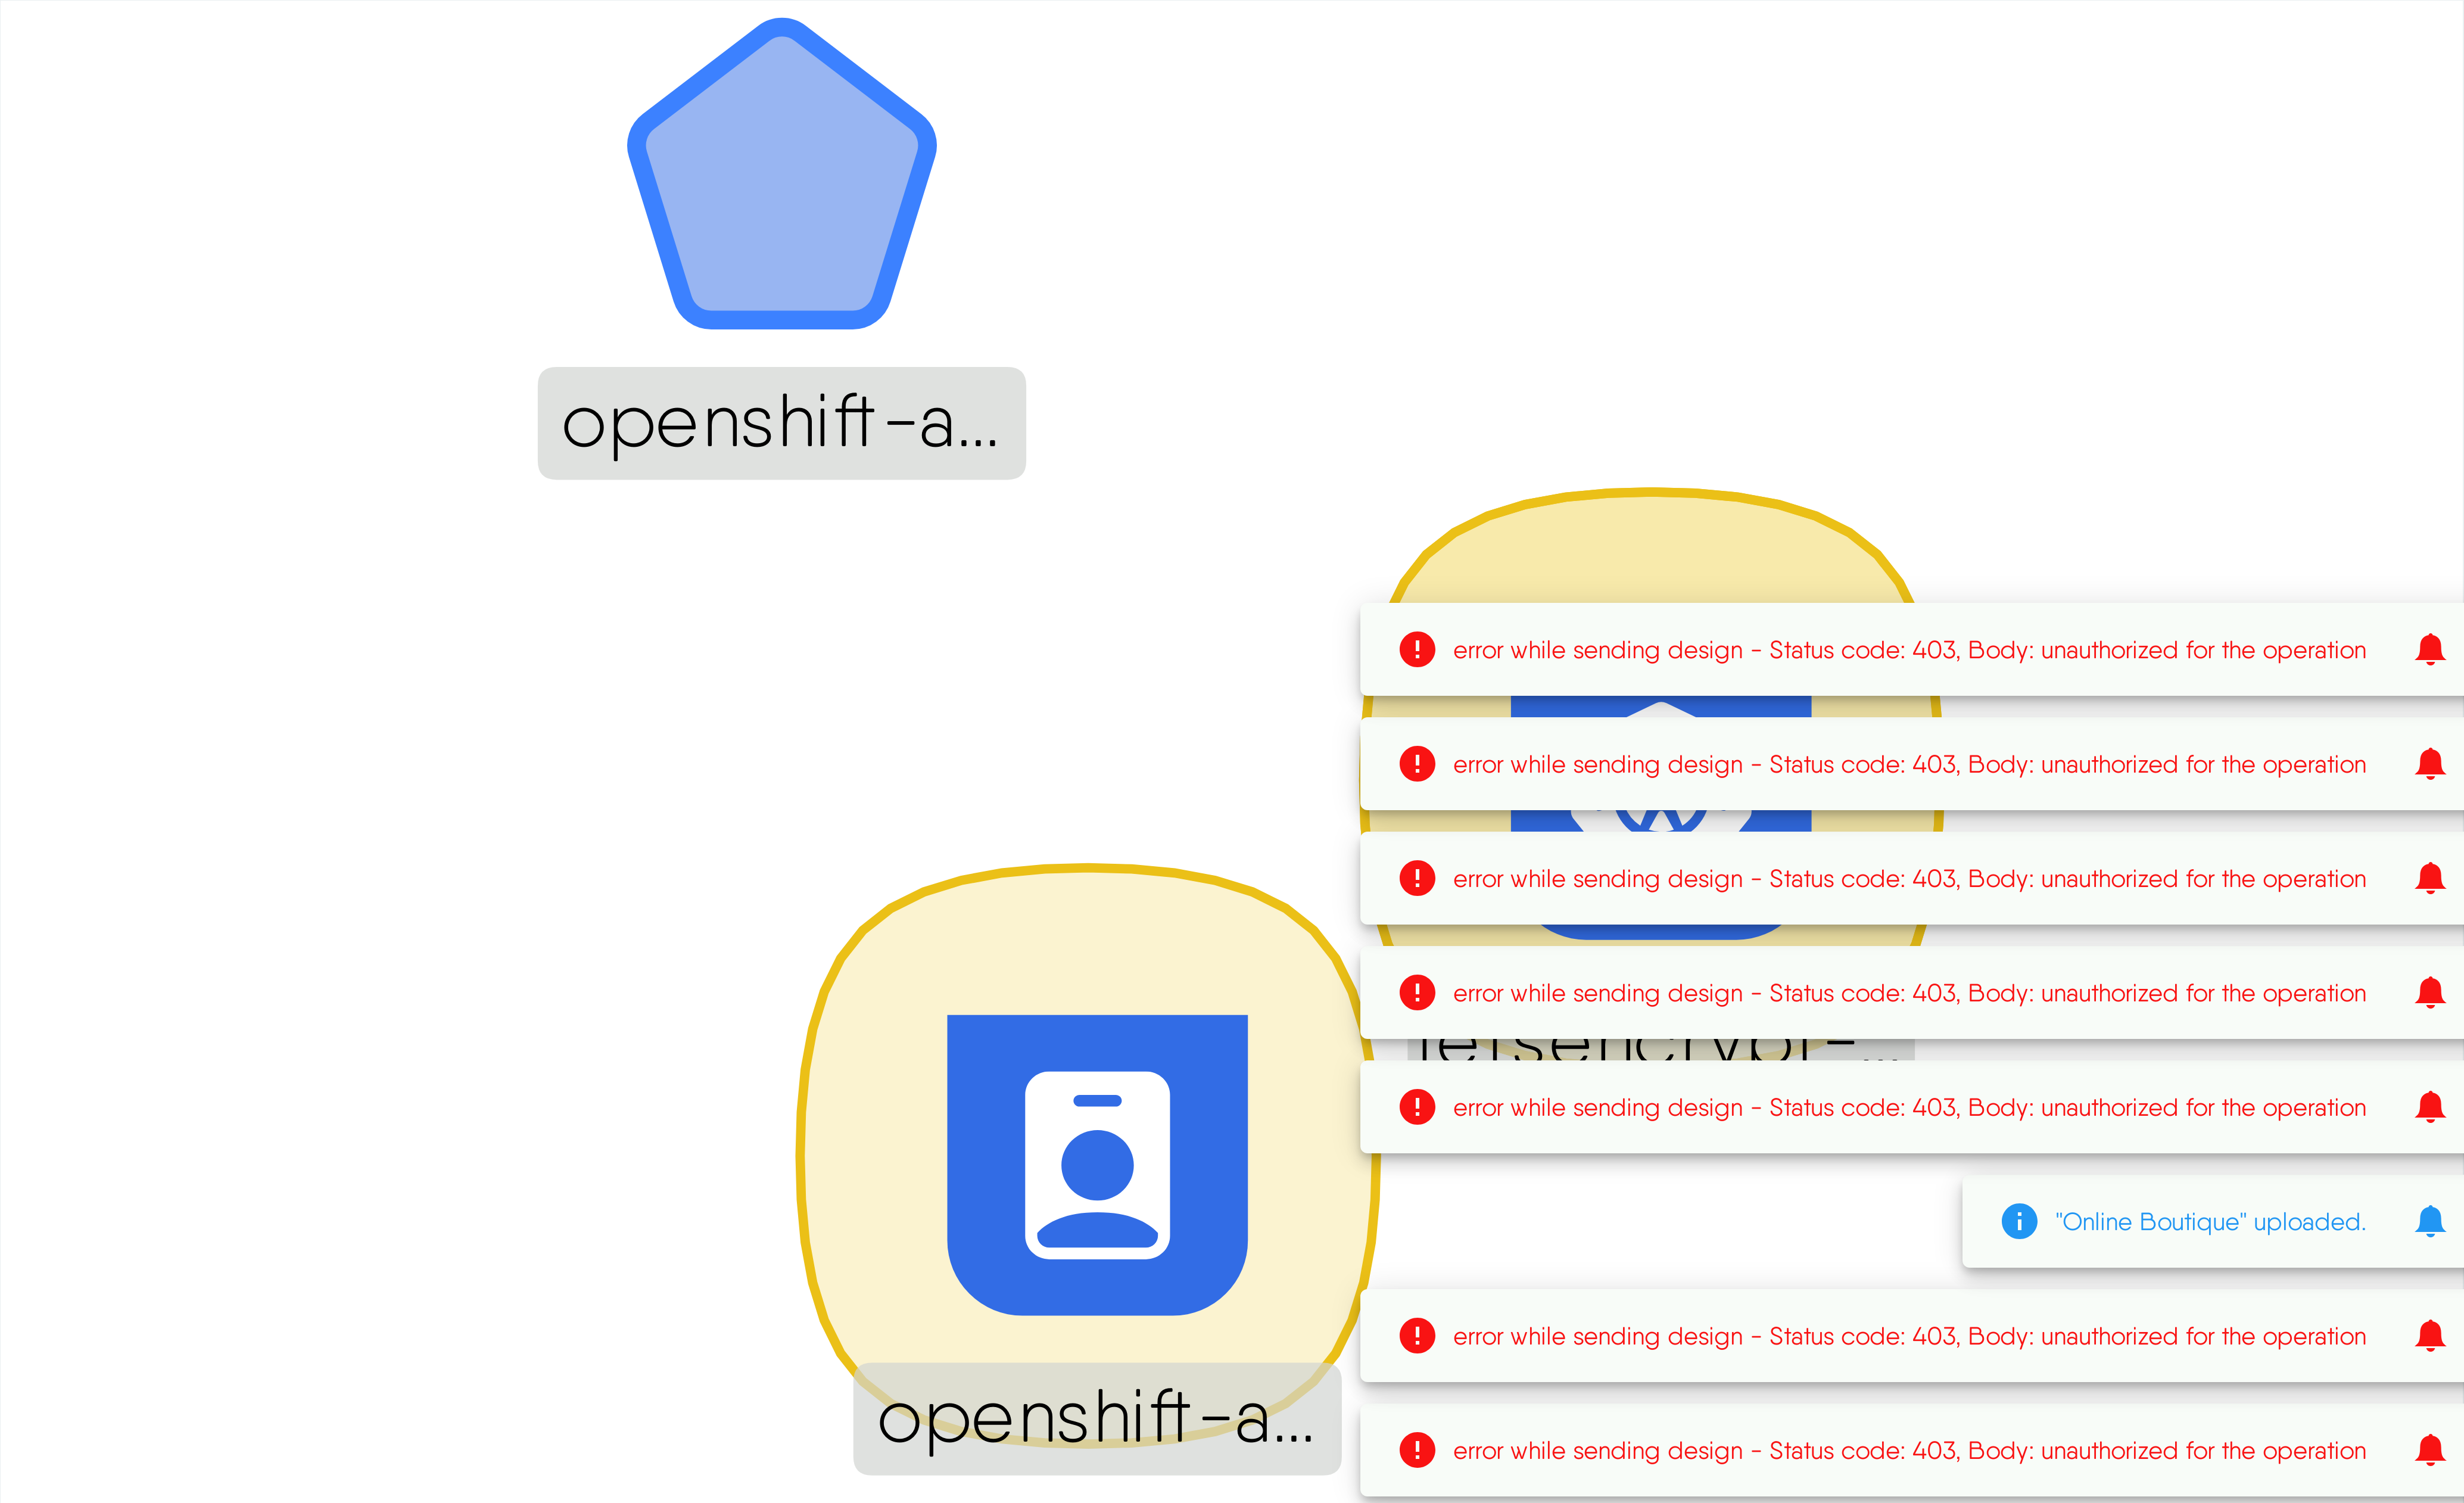 openshift-a...
error while sending design - Status code: 403, Body: unauthorized for the operation
error while sending design - Status code: 403, Body: unauthorized for the operation
error while sending design - Status code: 403, Body: unauthorized for the operation
error while sending design - Status code: 403, Body: unauthorized for the operation
letsencrypt-...
error while sending design - Status code: 403, Body: unauthorized for the operation
"Online Boutique" uploaded.
error while sending design - Status code: 403, Body: unauthorized for the operation
openshift-a...
error while sending design - Status code: 403, Body: unauthorized for the operation